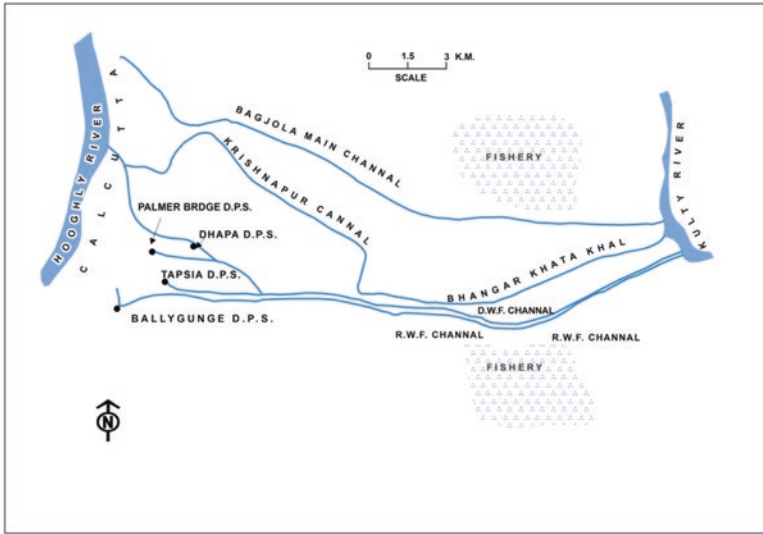 0 1.5 3 K.M.
SCALE
HOOGHLY RIVER
CALCUTTA
BAGJOLA MAIN CHANNAL
KRISHNAPUR CANNAL
FISHERY
KULTY RIVER
PALMER BRDGE D.P.S.
DHAPA D.P.S.
TAPSIA D.P.S.
BHANGAR KHATA KHAL
D.W.F. CHANNAL
BALLYGUNGE D.P.S.
R.W.F. CHANNAL
R.W.F. CHANNAL
FISHERY
N